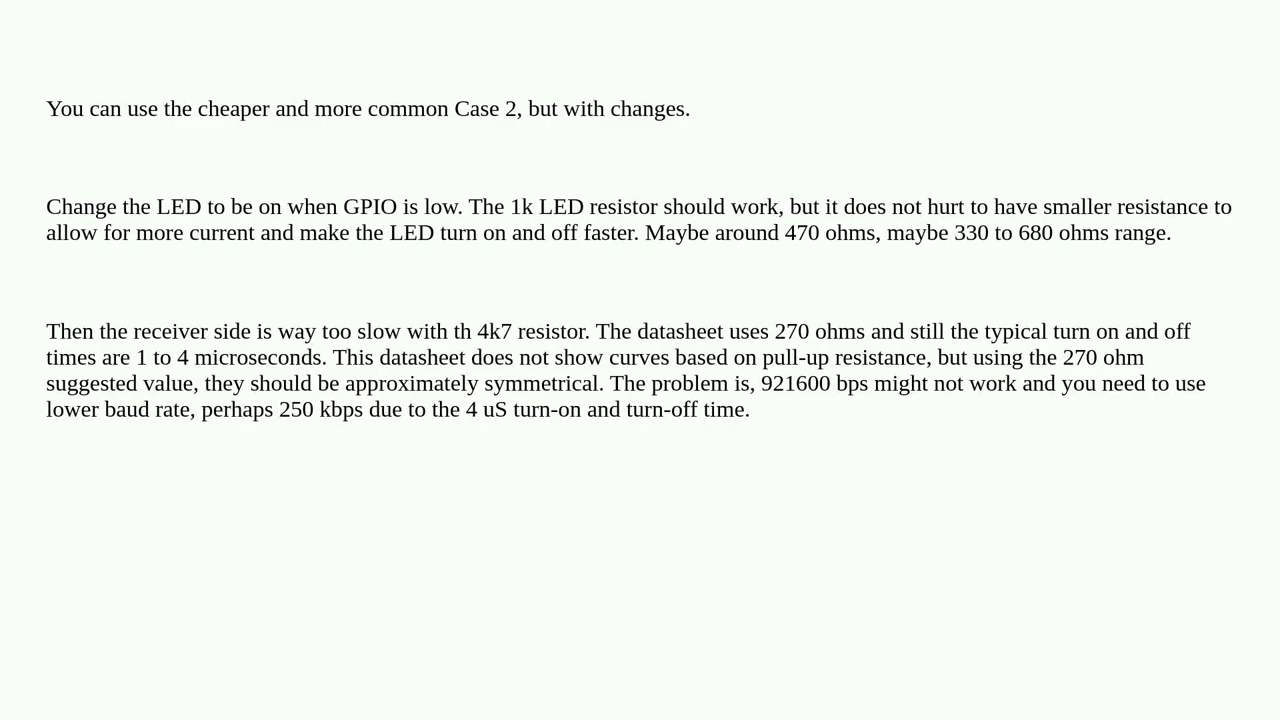 You can use the cheaper and more common Case 2, but with changes.
Change the LED to be on when GPIO is low. The 1k LED resistor should work, but it does not hurt to have smaller resistance to
allow for more current and make the LED turn on and off faster. Maybe around 470 ohms, maybe 330 to 680 ohms range.
Then the receiver side is way too slow with th 4k7 resistor. The datasheet uses 270 ohms and still the typical turn on and off
times are 1 to 4 microseconds. This datasheet does not show curves based on pull-up resistance, but using the 270 ohm
suggested value, they should be approximately symmetrical. The problem is, 921600 bps might not work and you need to use
lower baud rate, perhaps 250 kbps due to the 4 uS turn-on and turn-off time.